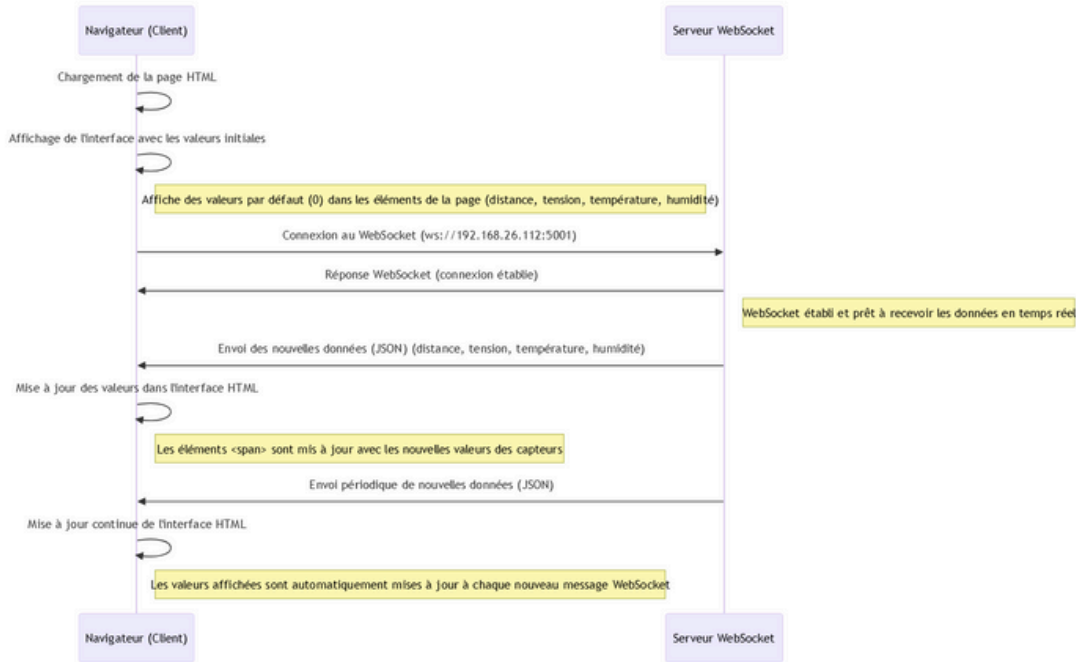 Navigateur (Client)
Serveur WebSocket
Chargement de la page HTML
Affichage de l'interface avec les valeurs initiales
Affiche des valeurs par défaut (0) dans les éléments de la page (distance, tension, température, humidité)
Connexion au WebSocket (ws://192.168.26.112:5001)
Réponse WebSocket (connexion établie)
WebSocket établi et prêt à recevoir les données en temps réel
Envoi des nouvelles données (JSON) (distance, tension, température, humidité)
Mise à jour des valeurs dans l'interface HTML
Les éléments <span> sont mis à jour avec les nouvelles valeurs des capteurs
Envoi périodique de nouvelles données (JSON)
Mise à jour continue de l'interface HTML
Les valeurs affichées sont automatiquement mises à jour à chaque nouveau message WebSocket
Navigateur (Client)
Serveur WebSocket